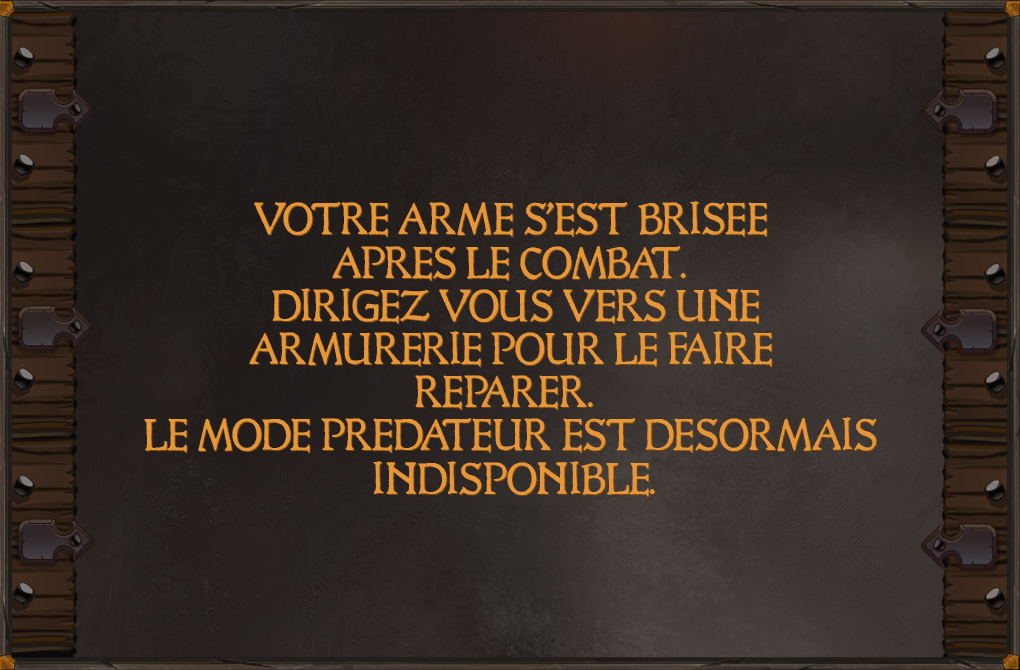 VOTRE ARME S'EST BRISEE
APRES LE COMBAT.
DIRIGEZ VOUS VERS UNE
ARMURERIE POUR LE FAIRE
REPARER.
LE MODE PREDATEUR EST DESORMAIS
INDISPONIBLE.